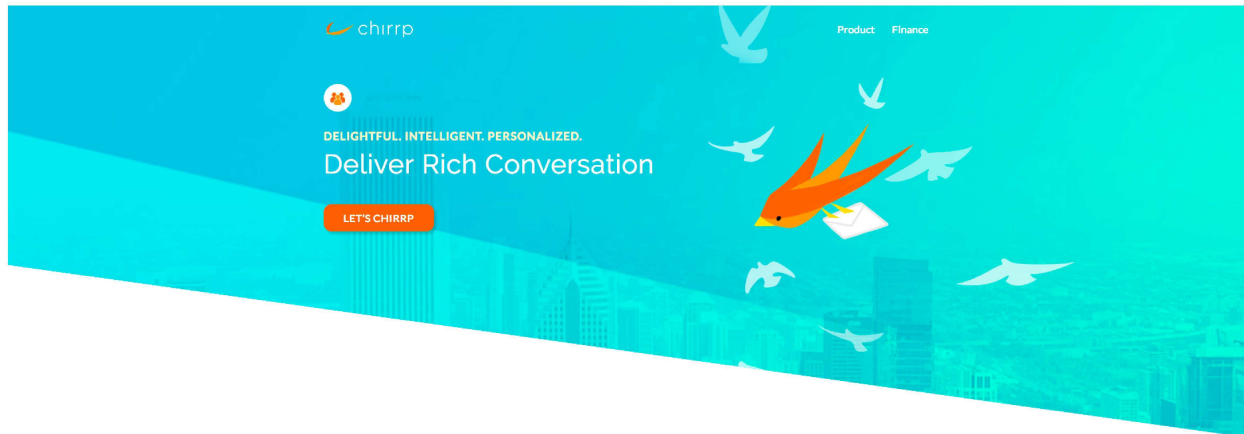 chirrp
Product Finance
DELIGHTFUL. INTELLIGENT. PERSONALIZED.
Deliver Rich Conversation
LET'S CHIRRP